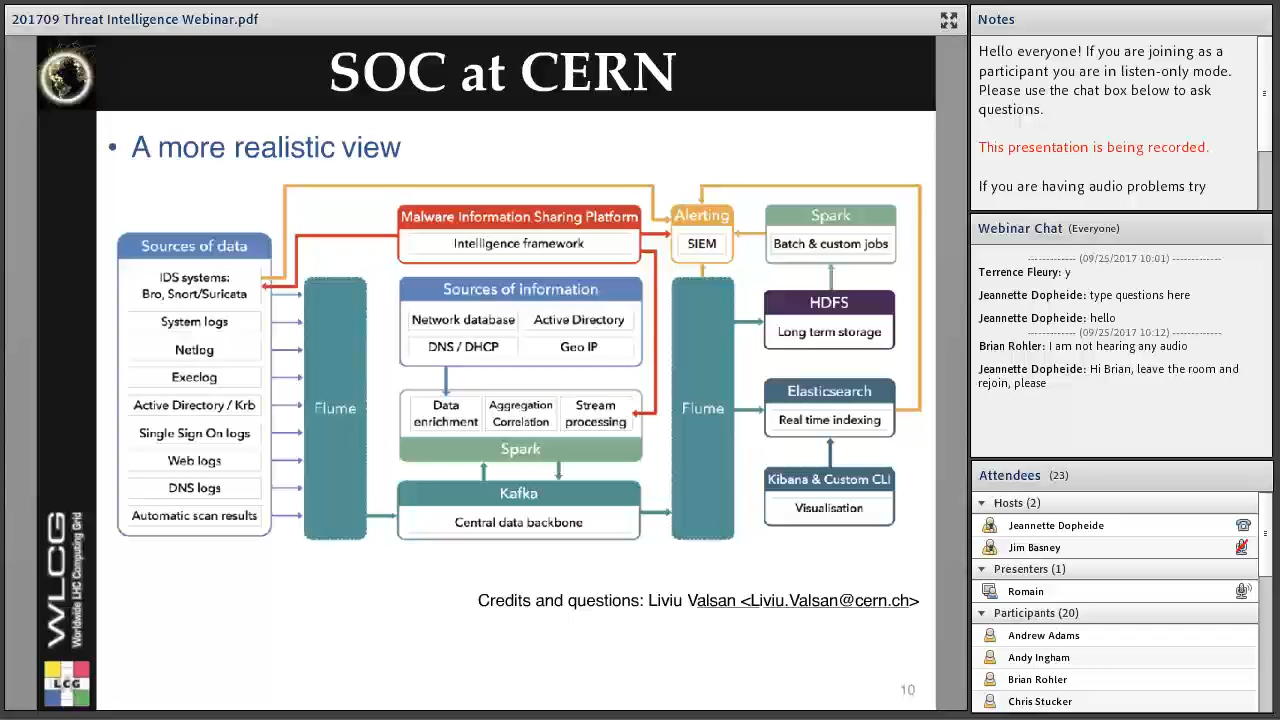 201709 Threat Intelligence Webinar.pdf
SOC at CERN
• A more realistic view
Sources of data
IDS systems:
Bro, Snort/Suricata
System logs
Netlog
Execlog
Active Directory / Krb
Single Sign On logs
Web logs
DNS logs
Automatic scan results
Flume
Malware Information Sharing Platform
Intelligence framework
Sources of information
Network database
Active Directory
DNS / DHCP
Geo IP
Data
enrichment
Aggregation
Correlation
Stream
processing
Spark
Kafka
Central data backbone
Alerting
SIEM
Flume
Spark
Batch & custom jobs
HDFS
Long term storage
Elasticsearch
Real time indexing
Kibana & Custom CLI
Visualisation
Credits and questions: Liviu Valsan <Liviu.Valsan@cern.ch>
10
WLCG
Worldwide LHC Computing Grid
LCG
Notes
Hello everyone! If you are joining as a
participant you are in listen-only mode.
Please use the chat box below to ask
questions.
This presentation is being recorded.
If you are having audio problems try
Webinar Chat (Everyone)
------------- (09/25/2017 10:01) -------------
Terrence Fleury: y
Jeannette Dopheide: type questions here
Jeannette Dopheide: hello
------------- (09/25/2017 10:12) -------------
Brian Rohler: I am not hearing any audio
Jeannette Dopheide: Hi Brian, leave the room and
rejoin, please
Attendees (23)
Hosts (2)
Jeannette Dopheide
Jim Basney
Presenters (1)
Romain
Participants (20)
Andrew Adams
Andy Ingham
Brian Rohler
Chris Stucker